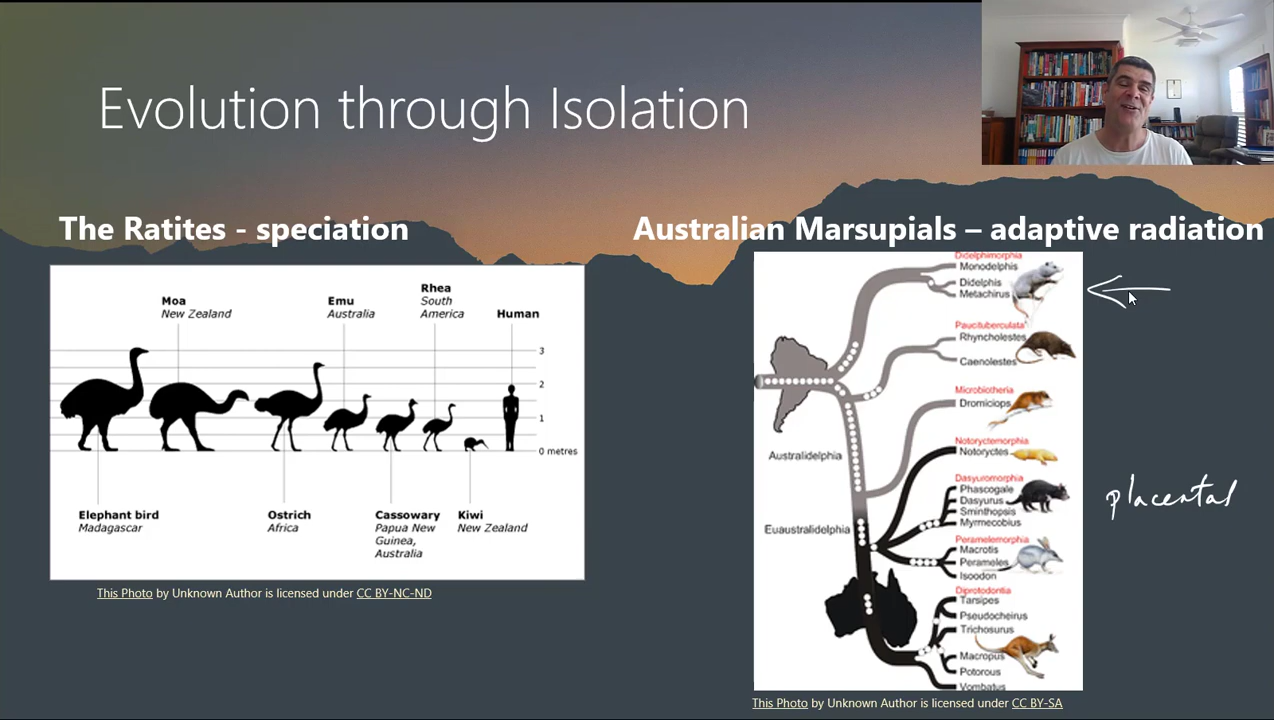 Evolution through Isolation
The Ratites - speciation
Australian Marsupials – adaptive radiation
Moa
New Zealand
Emu
Australia
Rhea
South
America
Human
3
2
1
0 metres
Elephant bird
Madagascar
Ostrich
Africa
Cassowary
Papua New
Guinea,
Australia
Kiwi
New Zealand
This Photo by Unknown Author is licensed under CC BY-NC-ND
Didelphimorphia
Monodelphis
Didelphis
Metachirus
Paucituberculata
Rhyncholestes
Caenolestes
Microbiotheria
Dromiciops
Notoryctemorphia
Notoryctes
Dasyuromorphia
Phascogale
Dasyurus
Sminthopsis
Myrmecobius
Peramelemorphia
Macrotis
Perameles
Isoodon
Diprotodontia
Tarsipes
Pseudocheirus
Trichosurus
Macropus
Potorous
Vombatus
Australidelphia
Euaustralidelphia
placental
This Photo by Unknown Author is licensed under CC BY-SA